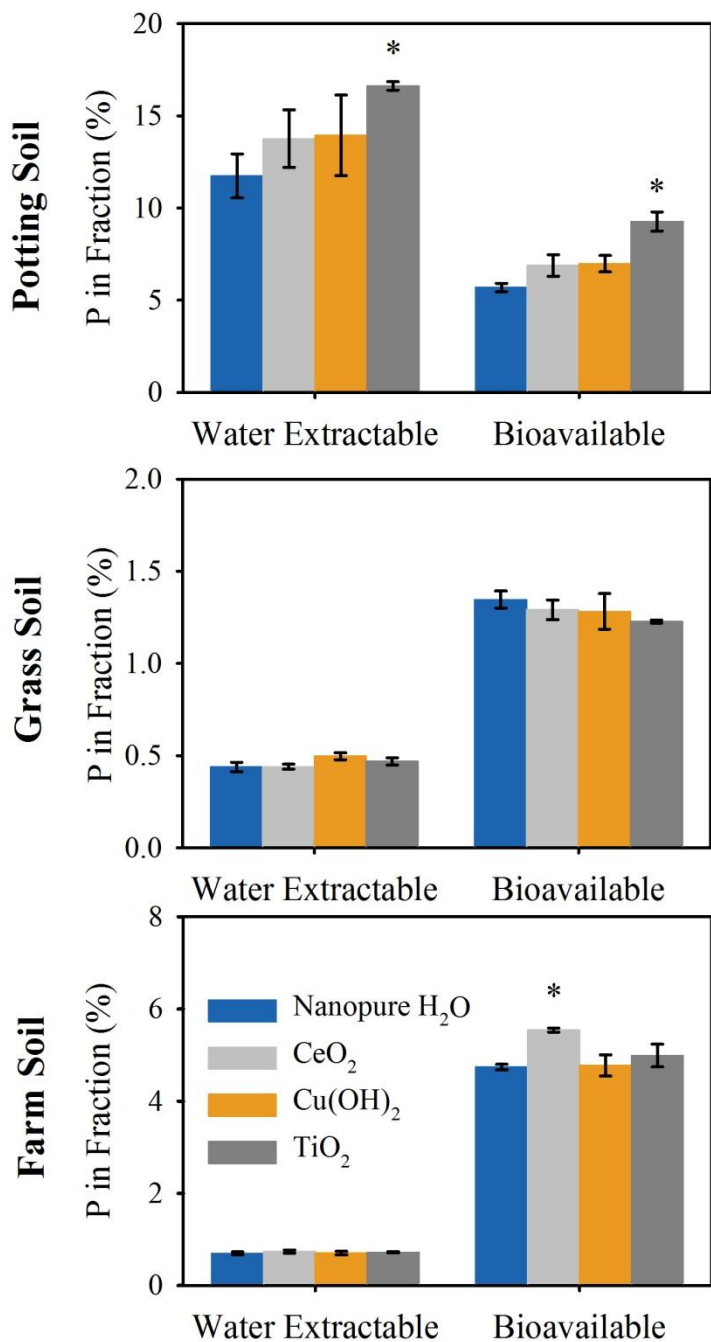 Potting Soil
P in Fraction (%)
20
15
10
5
0
*
*
Water Extractable Bioavailable
Grass Soil
P in Fraction (%)
2.0
1.5
1.0
0.5
0.0
Water Extractable Bioavailable
Farm Soil
P in Fraction (%)
8
6
4
2
0
*
Nanopure H₂O
CeO₂
Cu(OH)₂
TiO₂
Water Extractable Bioavailable